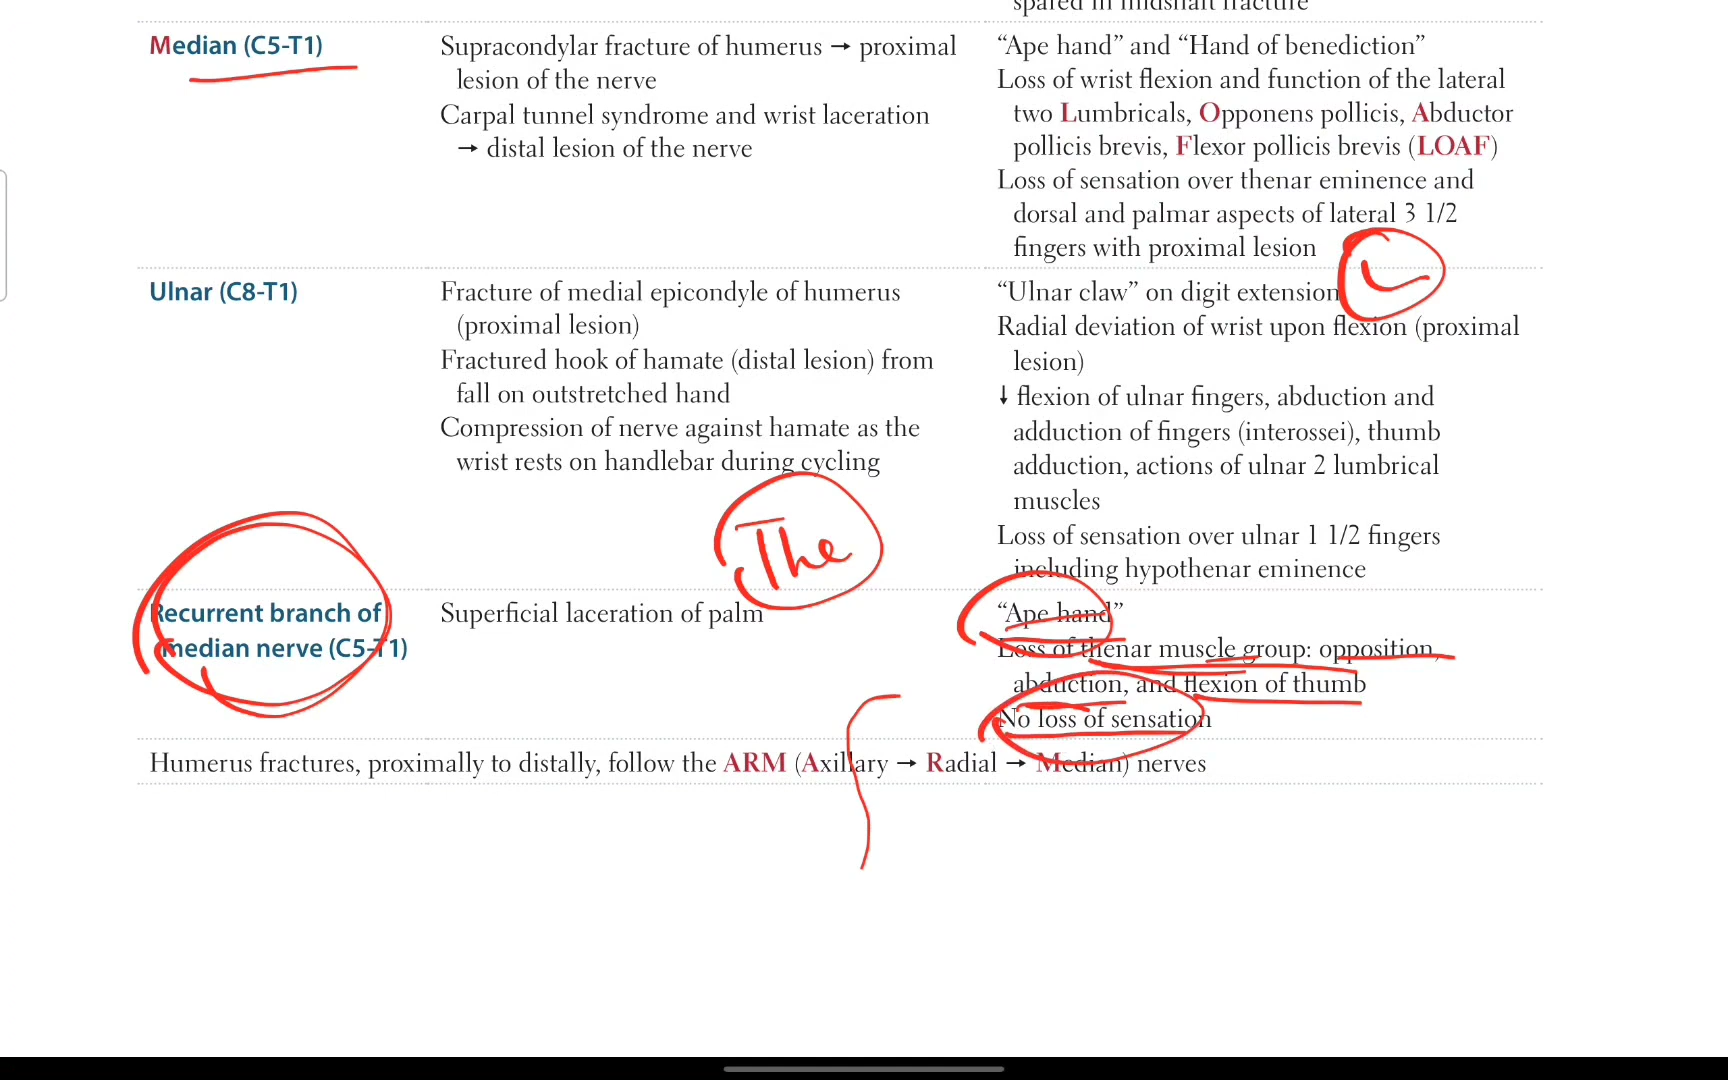 spared in midshaft fracture
Median (C5-T1)
Supracondylar fracture of humerus → proximal
lesion of the nerve
Carpal tunnel syndrome and wrist laceration
→ distal lesion of the nerve
“Ape hand” and “Hand of benediction”
Loss of wrist flexion and function of the lateral
two Lumbricals, Opponens pollicis, Abductor
pollicis brevis, Flexor pollicis brevis (LOAF)
Loss of sensation over thenar eminence and
dorsal and palmar aspects of lateral 3 1/2
fingers with proximal lesion
L
Ulnar (C8-T1)
Fracture of medial epicondyle of humerus
(proximal lesion)
Fractured hook of hamate (distal lesion) from
fall on outstretched hand
Compression of nerve against hamate as the
wrist rests on handlebar during cycling
The
“Ulnar claw” on digit extension
Radial deviation of wrist upon flexion (proximal
lesion)
↓ flexion of ulnar fingers, abduction and
adduction of fingers (interossei), thumb
adduction, actions of ulnar 2 lumbrical
muscles
Loss of sensation over ulnar 1 1/2 fingers
including hypothenar eminence
Recurrent branch of
median nerve (C5-T1)
Superficial laceration of palm
“Ape hand”
Loss of thenar muscle group: opposition,
abduction, and flexion of thumb
No loss of sensation
Humerus fractures, proximally to distally, follow the ARM (Axillary → Radial → Median) nerves